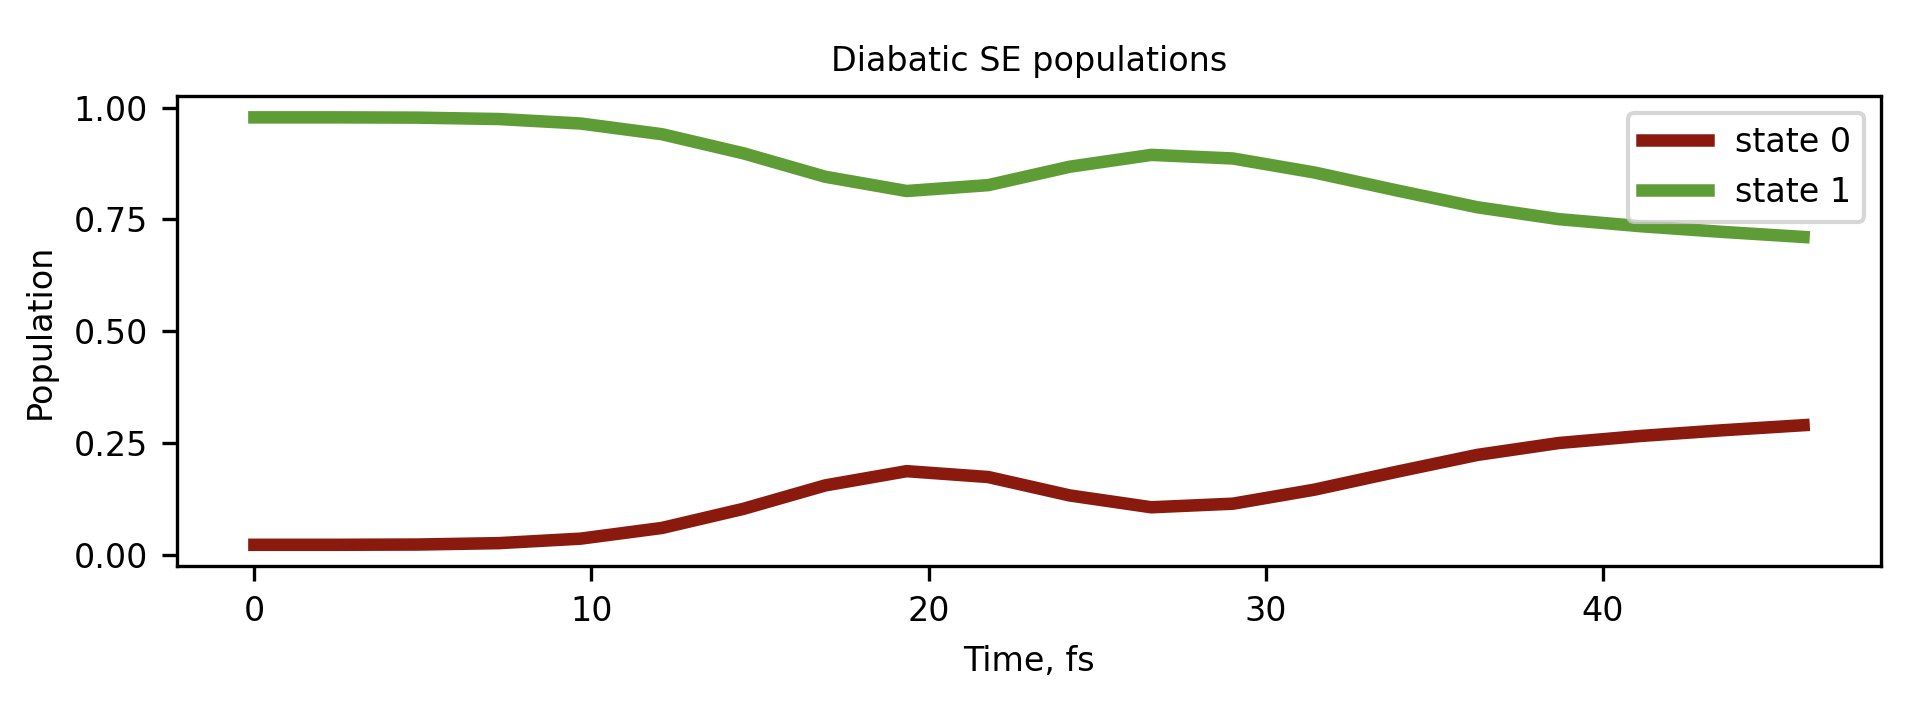 Diabatic SE populations
1.00
0.75
0.50
0.25
0.00
Population
state 0
state 1
0 10 20 30 40
Time, fs